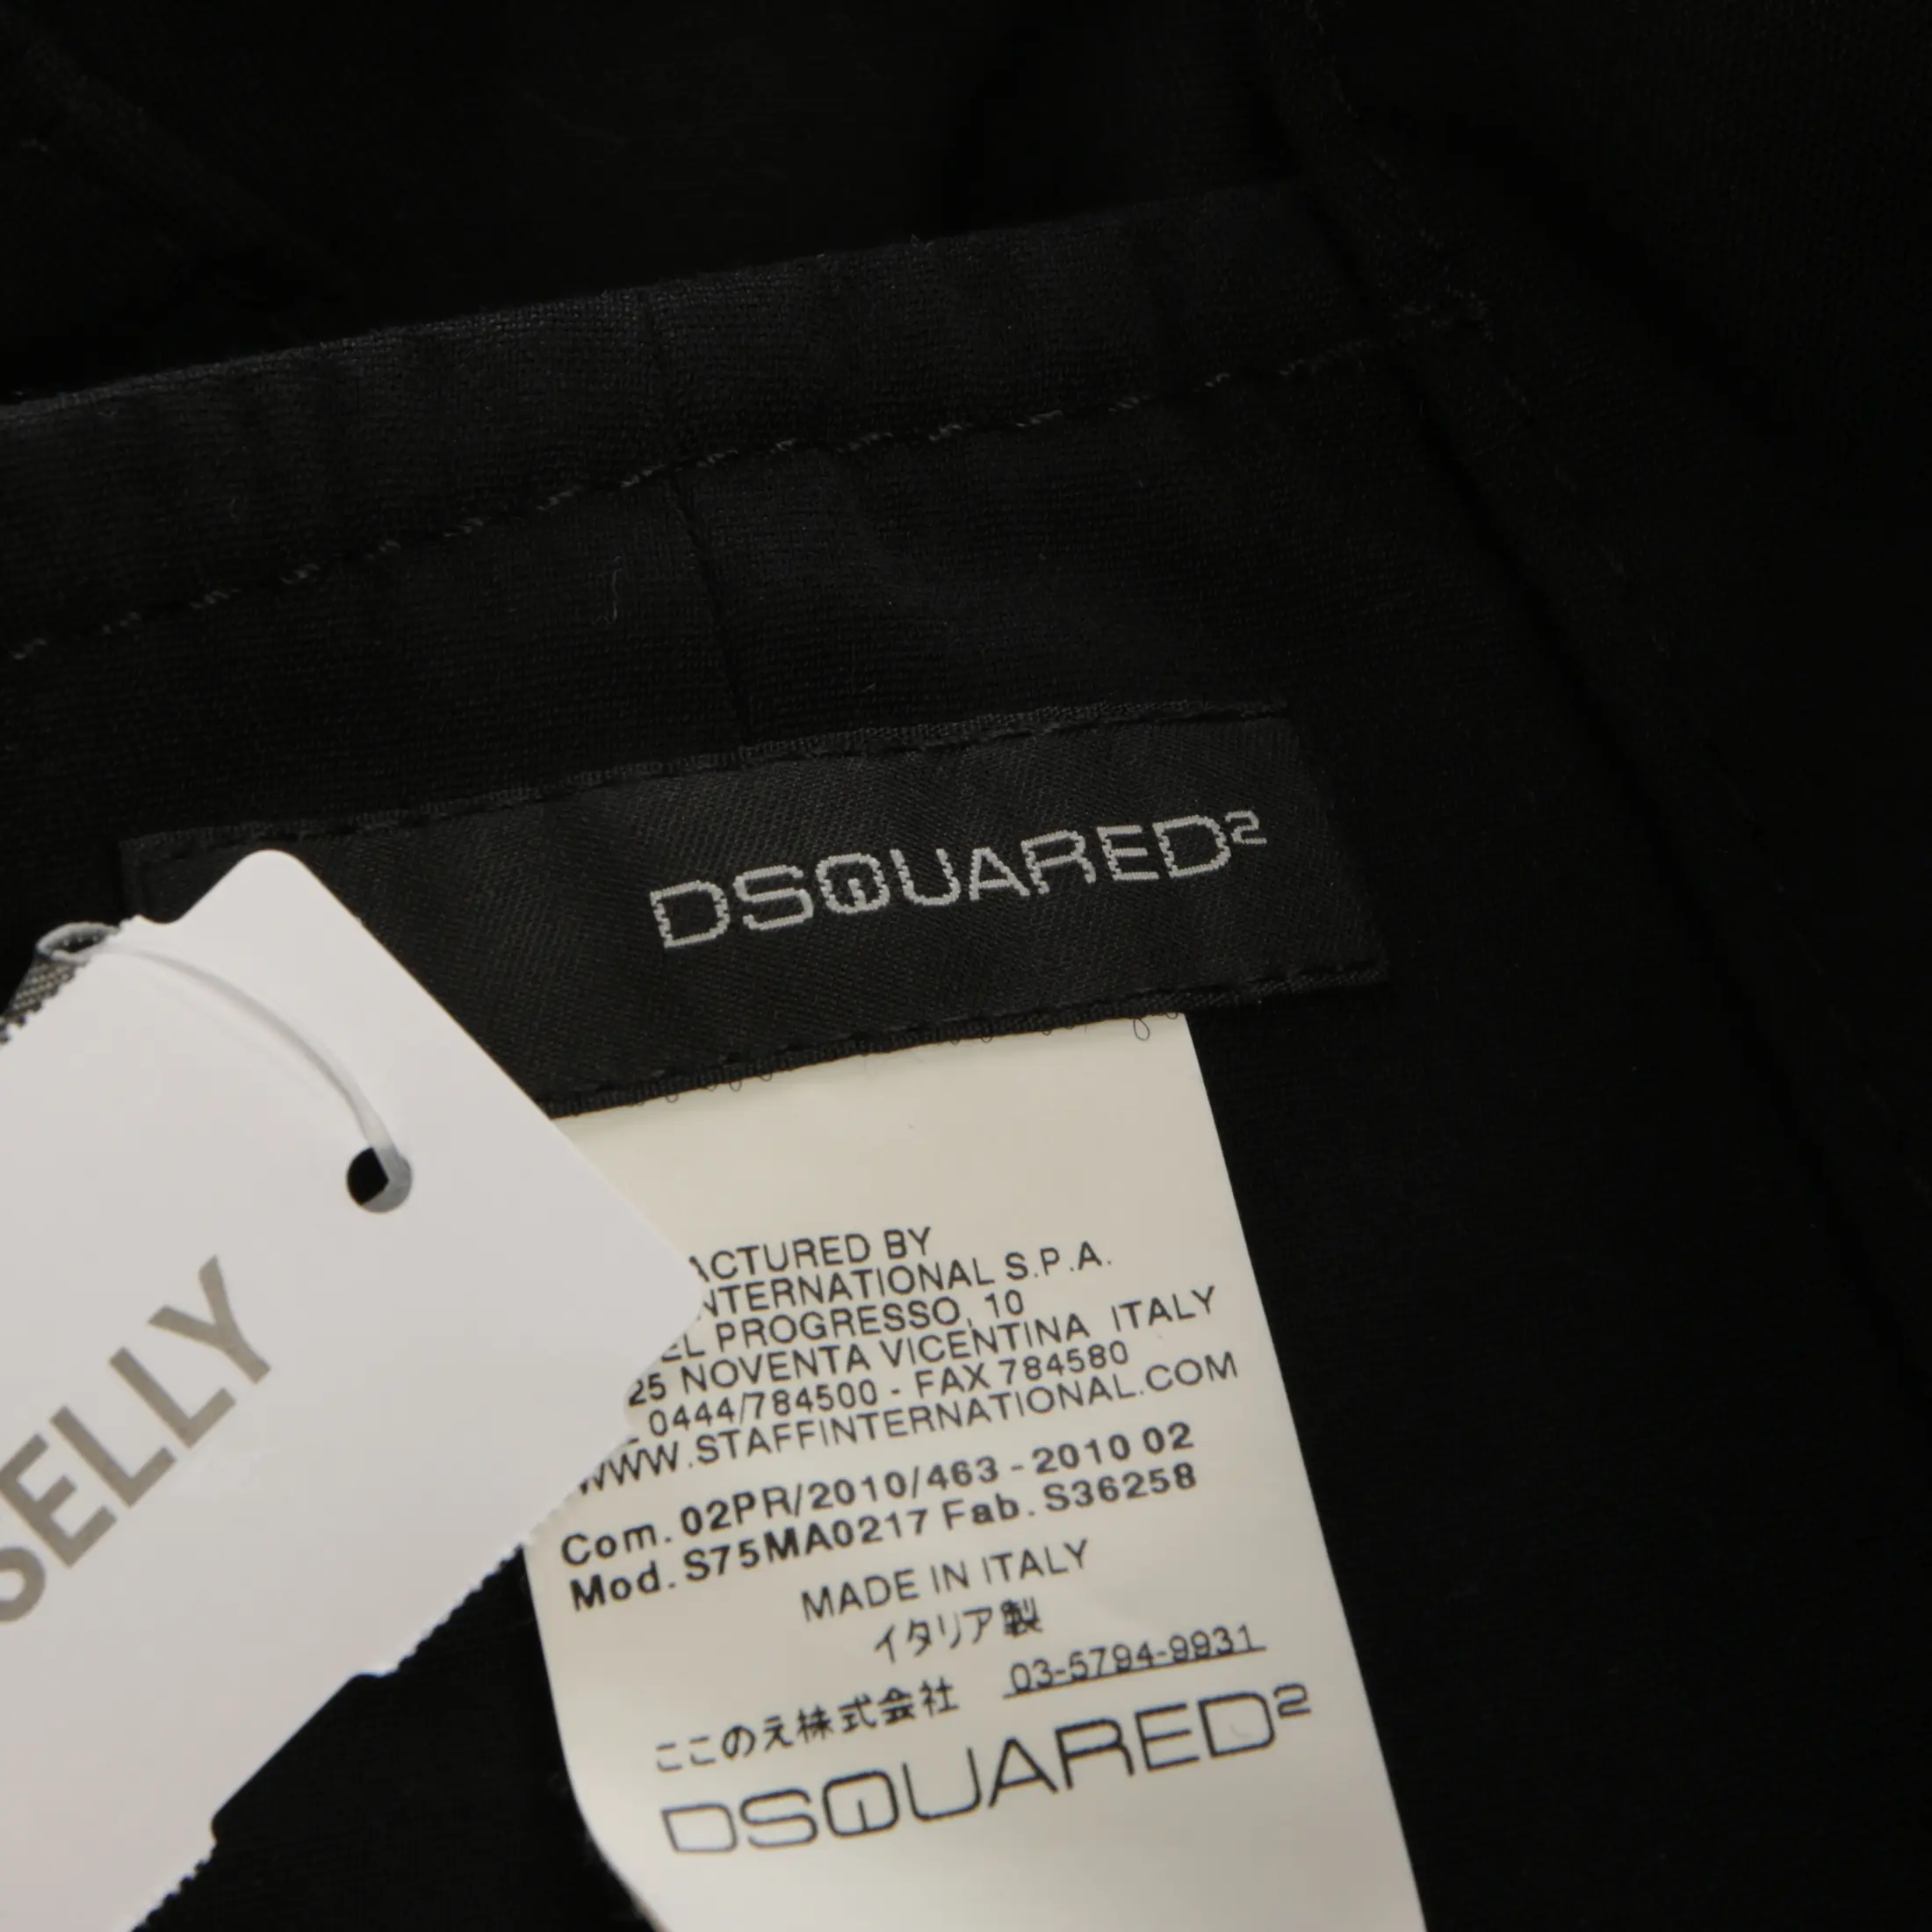 DSQUARED²
SELLY
ACTURED BY
NTERNATIONAL S.P.A.
EL PROGRESSO, 10
25 NOVENTA VICENTINA ITALY
0444/784500 - FAX 784580
WWW.STAFFINTERNATIONAL.COM
Com. 02PR/2010/463 - 2010 02
Mod. S75MA0217 Fab. S36258
MADE IN ITALY
イタリア製
ここのえ株式会社 03-5794-9931
DSQUARED²